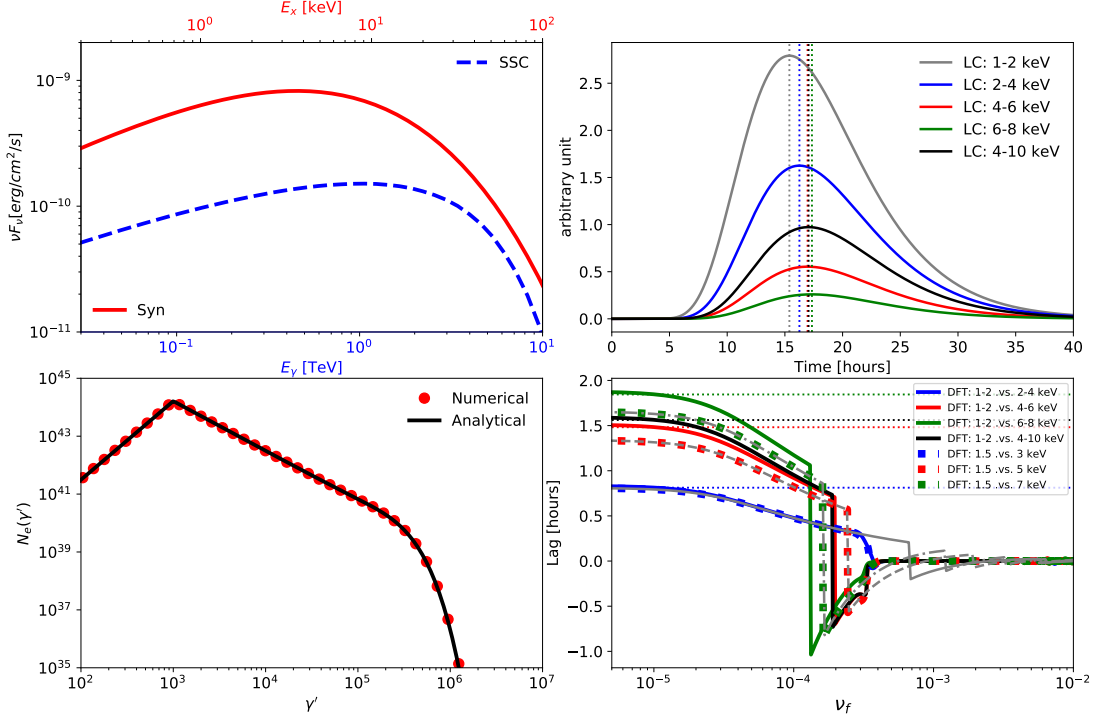 E_x [keV]
10^0 10^1 10^2
10^-9
10^-10
10^-11
νF_ν[erg/cm^2/s]
SSC
Syn
10^-1 10^0 10^1
E_γ [TeV]
LC: 1-2 keV
LC: 2-4 keV
LC: 4-6 keV
LC: 6-8 keV
LC: 4-10 keV
arbitrary unit
2.5
2.0
1.5
1.0
0.5
0.0
0 5 10 15 20 25 30 35 40
Time [hours]
10^45
10^43
10^41
10^39
10^37
10^35
N_e(γ′)
Numerical
Analytical
10^2 10^3 10^4 10^5 10^6 10^7
γ′
2.0
1.5
1.0
0.5
0.0
−0.5
−1.0
Lag [hours]
DFT: 1-2 .vs. 2-4 keV
DFT: 1-2 .vs. 4-6 keV
DFT: 1-2 .vs. 6-8 keV
DFT: 1-2 .vs. 4-10 keV
DFT: 1.5 .vs. 3 keV
DFT: 1.5 .vs. 5 keV
DFT: 1.5 .vs. 7 keV
10^-5 10^-4 10^-3 10^-2
ν_f